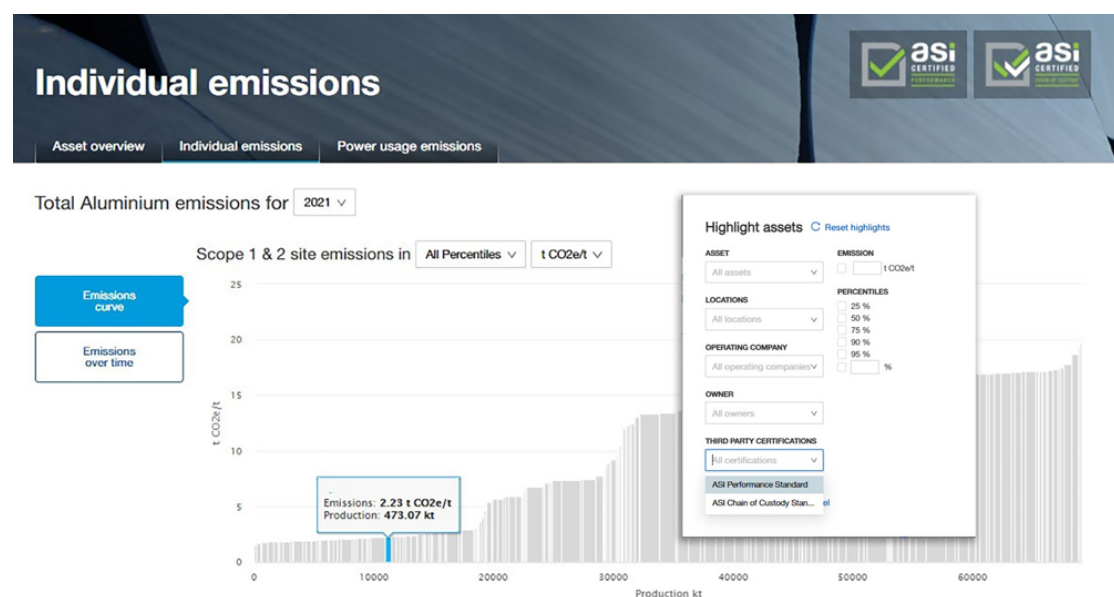 Individual emissions
asi
CERTIFIED
PERFORMANCE
asi
CERTIFIED
CHAIN OF CUSTODY
Asset overview
Individual emissions
Power usage emissions
Total Aluminium emissions for 2021
Scope 1 & 2 site emissions in All Percentiles t CO2e/t
Emissions
curve
Emissions
over time
t CO2e/t
25
20
15
10
5
0
Emissions: 2.23 t CO2e/t
Production: 473.07 kt
0
10000
20000
30000
40000
50000
60000
Production kt
Highlight assets Reset highlights
ASSET
All assets
LOCATIONS
All locations
OPERATING COMPANY
All operating companies
OWNER
All owners
THIRD PARTY CERTIFICATIONS
All certifications
ASI Performance Standard
ASI Chain of Custody Stan... el
EMISSION
t CO2e/t
PERCENTILES
25 %
50 %
75 %
90 %
95 %
%